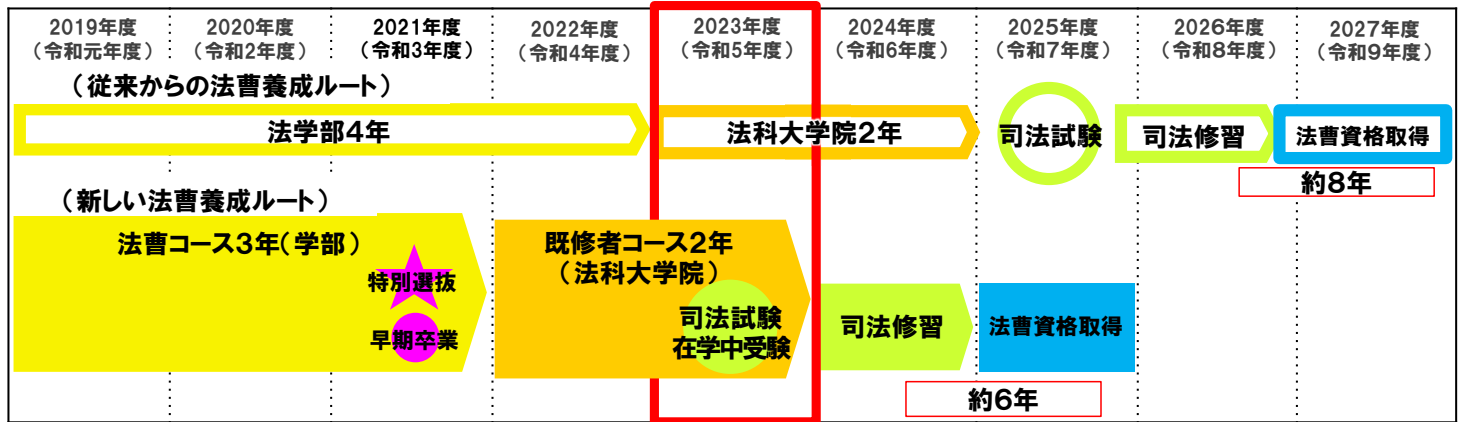 2019年度 2020年度 2021年度 2022年度 2023年度 2024年度 2025年度 2026年度 2027年度
（令和元年度） （令和2年度） （令和3年度） （令和4年度） （令和5年度） （令和6年度） （令和7年度） （令和8年度） （令和9年度）
（従来からの法曹養成ルート）
法学部4年 法科大学院2年 司法試験 司法修習 法曹資格取得
約8年
（新しい法曹養成ルート）
法曹コース3年（学部）
特別選抜
早期卒業
既修者コース2年
（法科大学院）
司法試験
在学中受験
司法修習
法曹資格取得
約6年